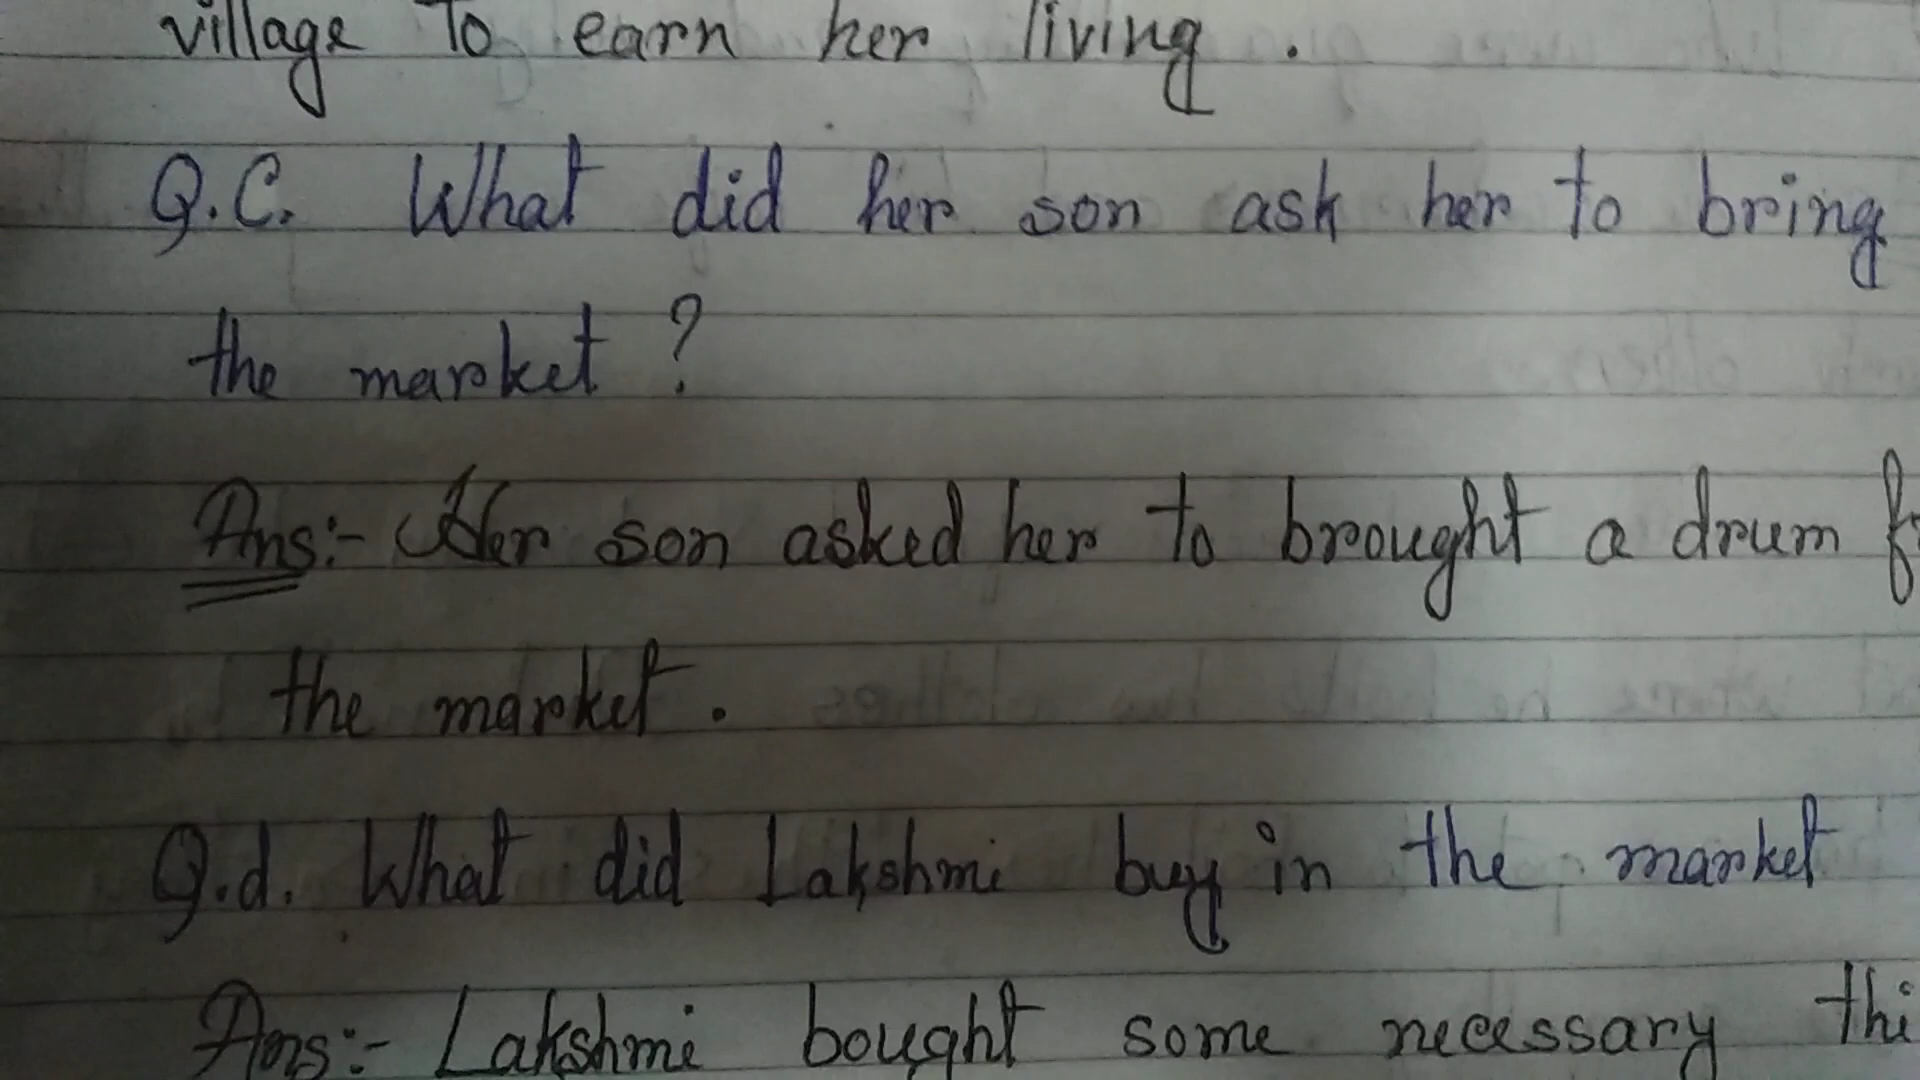 village to earn her living .
Q.C. What did her son ask her to bring
the market ?
Ans:- Her son asked her to brought a drum
the market .
Q.d. What did Lakshmi buy in the market
Ans:- Lakshmi bought some necessary